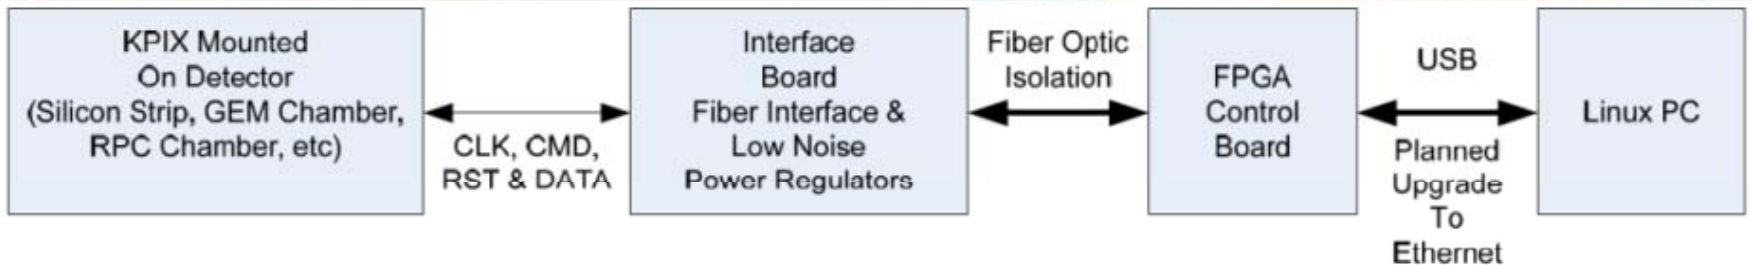 KPIX Mounted
On Detector
(Silicon Strip, GEM Chamber,
RPC Chamber, etc)
CLK, CMD,
RST & DATA
Interface
Board
Fiber Interface &
Low Noise
Power Regulators
Fiber Optic
Isolation
FPGA
Control
Board
USB
Planned
Upgrade
To
Ethernet
Linux PC